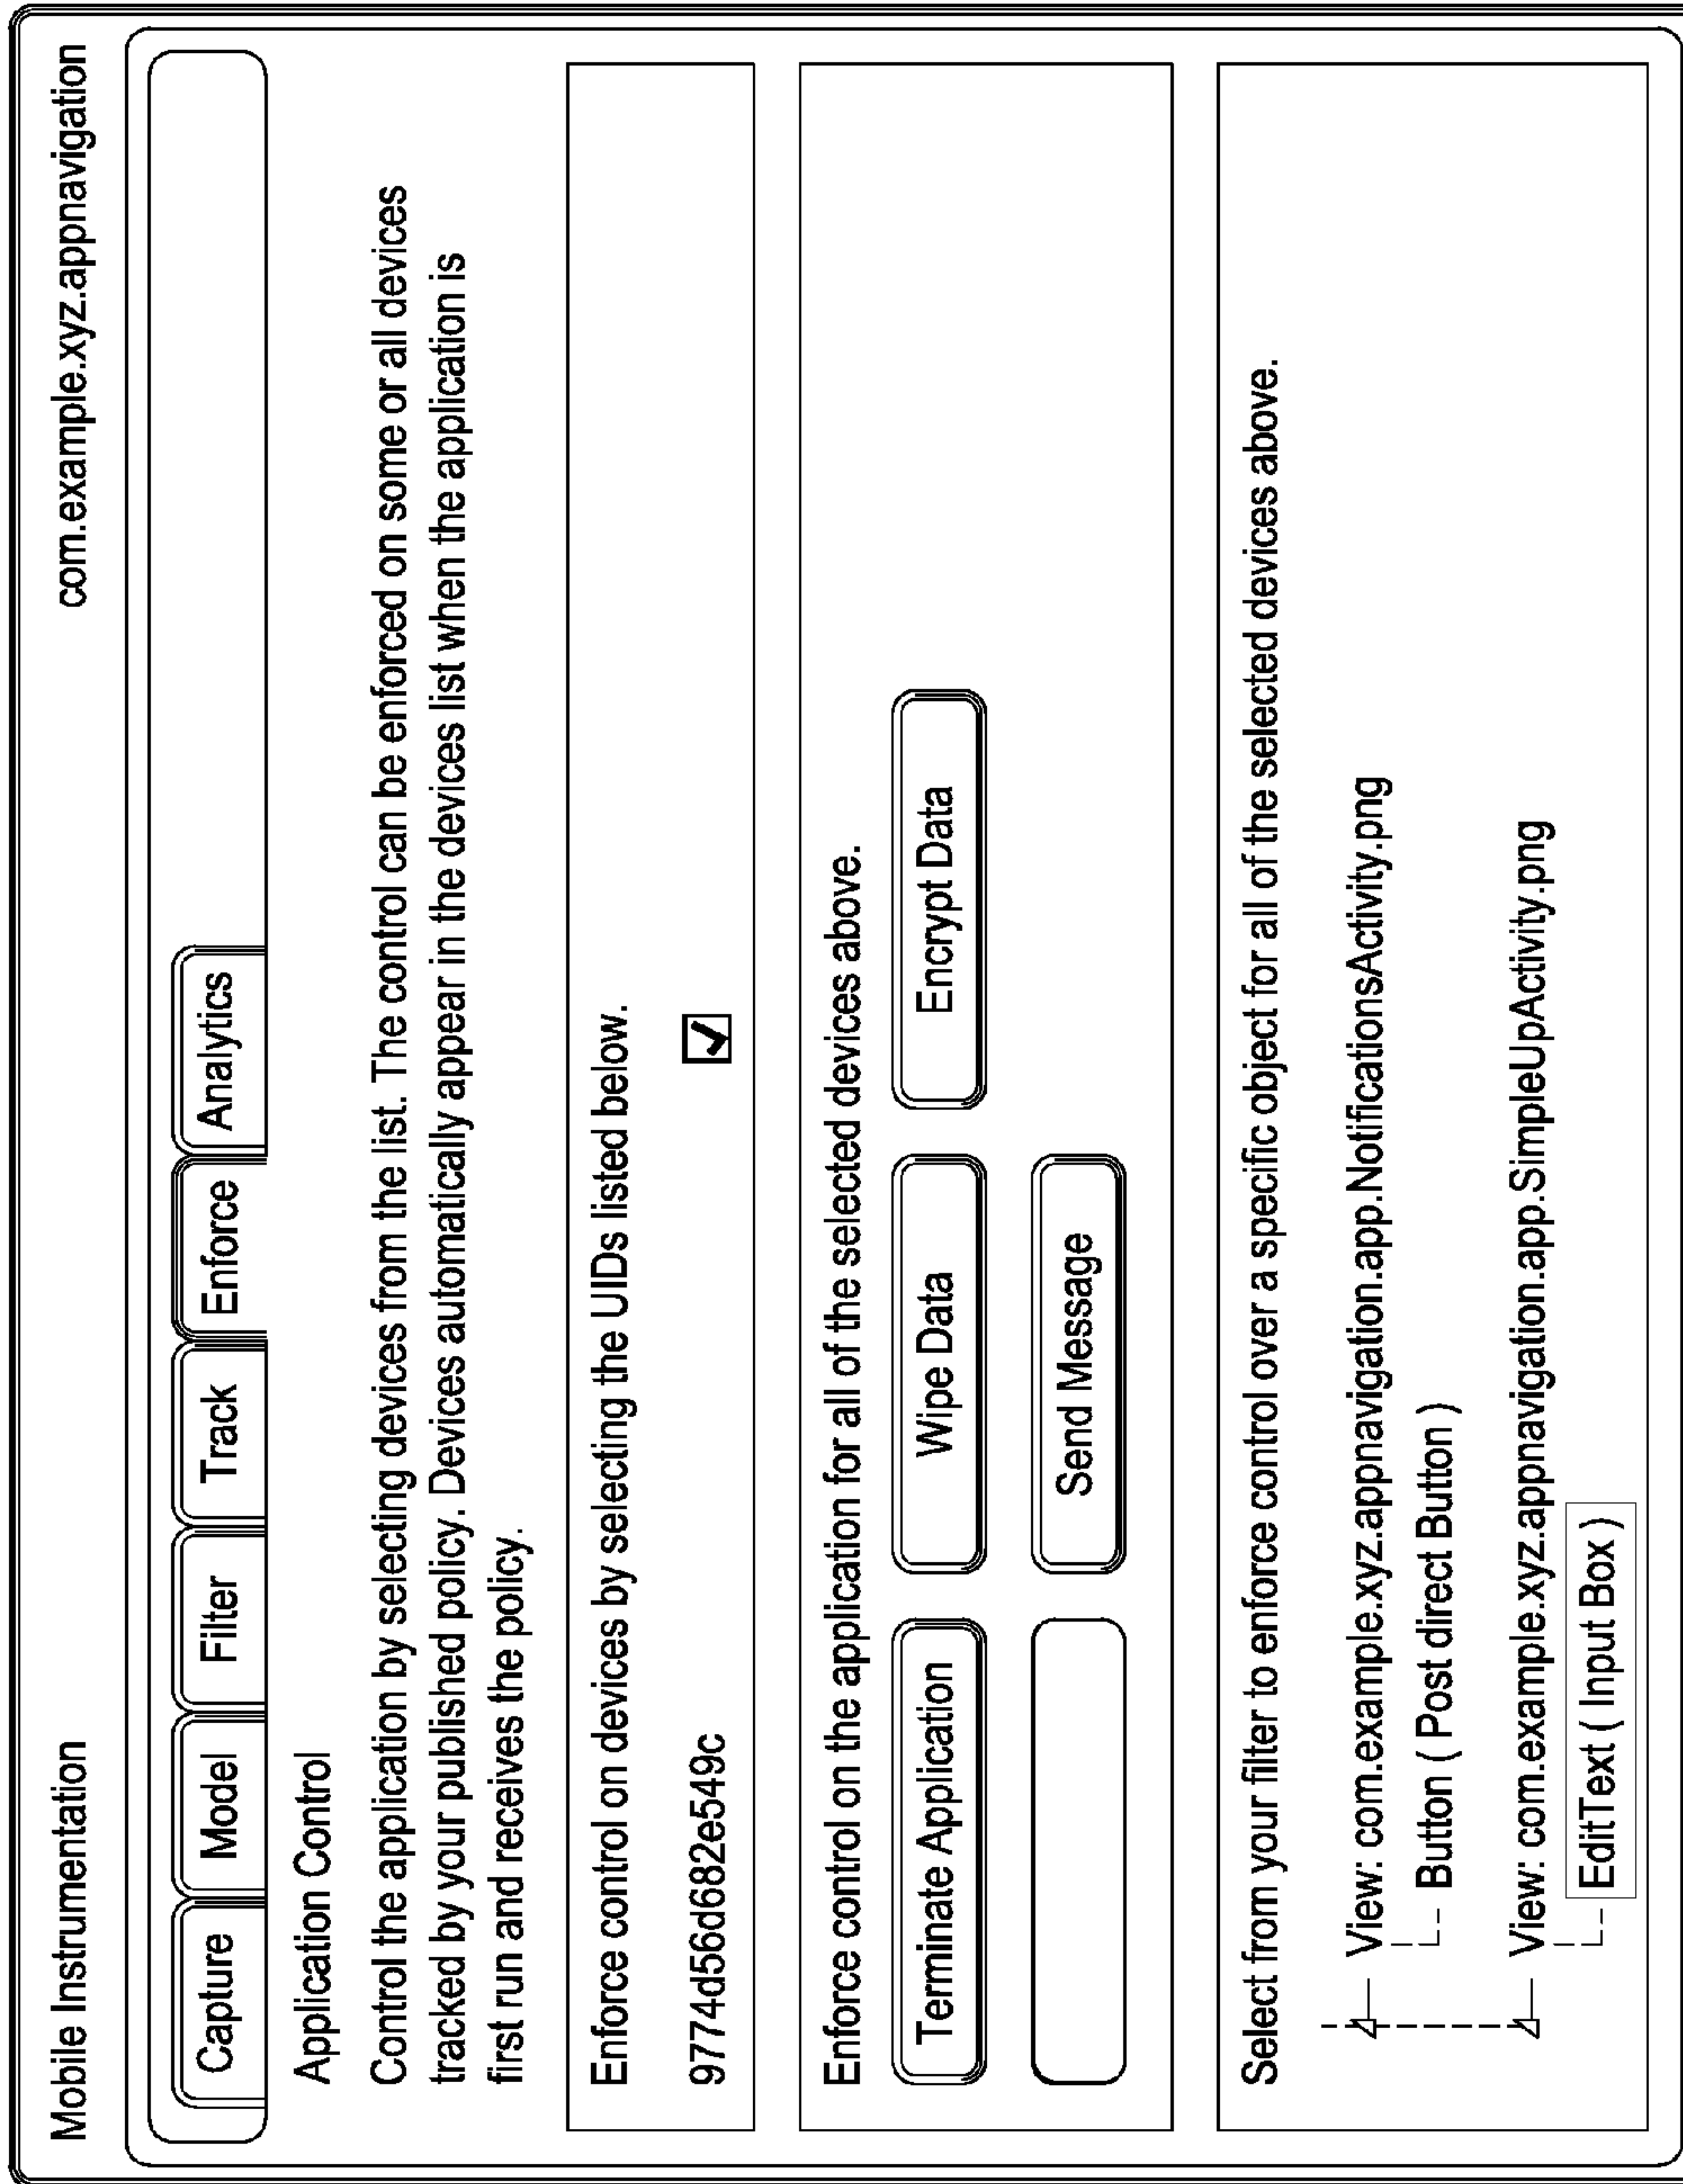 Mobile Instrumentation
com.example.xyz.appnavigation
Capture
Model
Filter
Track
Enforce
Analytics
Application Control
Control the application by selecting devices from the list. The control can be enforced on some or all devices
tracked by your published policy. Devices automatically appear in the devices list when the application is
first run and receives the policy.
Enforce control on devices by selecting the UIDs listed below.
9774d56d682e549c
Enforce control on the application for all of the selected devices above.
Terminate Application
Wipe Data
Encrypt Data
Send Message
Select from your filter to enforce control over a specific object for all of the selected devices above.
View: com.example.xyz.appnavigation.app.NotificationsActivity.png
Button ( Post direct Button )
View: com.example.xyz.appnavigation.app.SimpleUpActivity.png
EditText ( Input Box )